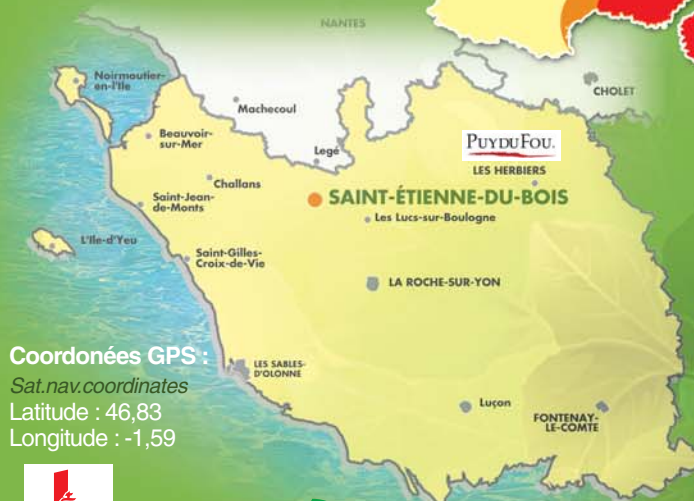 NANTES
Noirmoutier-
en-l'Ile
CHOLET
Machecoul
Beauvoir-
sur-Mer
Legé
PUYDUFOU.
LES HERBIERS
Challans
SAINT-ÉTIENNE-DU-BOIS
Saint-Jean-
de-Monts
Les Lucs-sur-Boulogne
L'Ile-d'Yeu
Saint-Gilles-
Croix-de-Vie
LA ROCHE-SUR-YON
Coordonées GPS :
Sat.nav.coordinates
Latitude : 46,83
Longitude : -1,59
LES SABLES-
D'OLONNE
Luçon
FONTENAY-
LE-COMTE